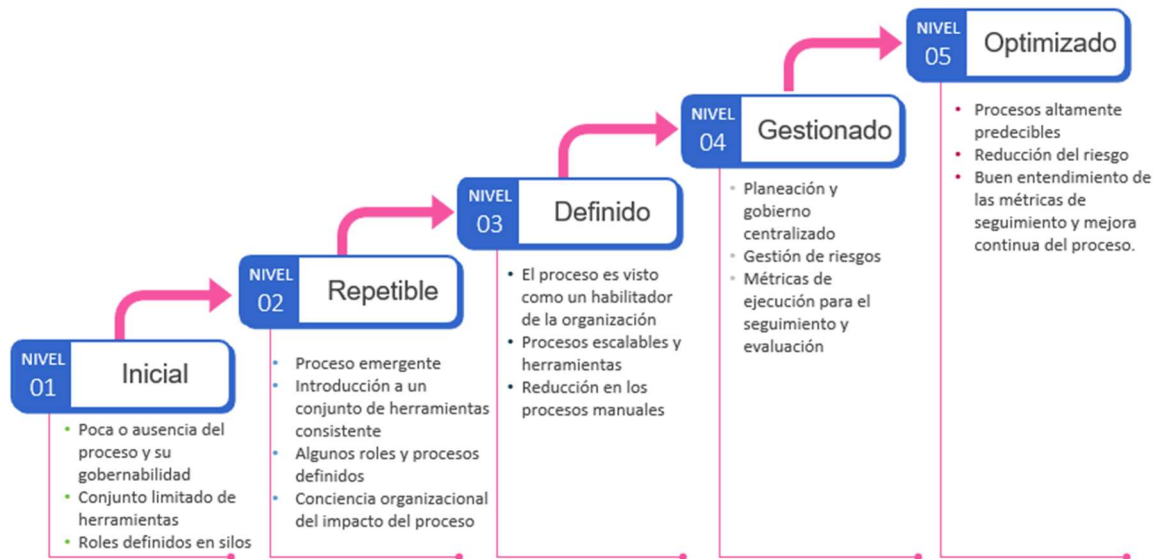 NIVEL
01
Inicial
• Poca o ausencia del
proceso y su
gobernabilidad
• Conjunto limitado de
herramientas
• Roles definidos en silos
NIVEL
02
Repetible
• Proceso emergente
• Introducción a un
conjunto de herramientas
consistente
• Algunos roles y procesos
definidos
• Conciencia organizacional
del impacto del proceso
NIVEL
03
Definido
• El proceso es visto
como un habilitador
de la organización
• Procesos escalables y
herramientas
• Reducción en los
procesos manuales
NIVEL
04
Gestionado
• Planeación y
gobierno
centralizado
• Gestión de riesgos
• Métricas de
ejecución para el
seguimiento y
evaluación
NIVEL
05
Optimizado
• Procesos altamente
predecibles
• Reducción del riesgo
• Buen entendimiento de
las métricas de
seguimiento y mejora
continua del proceso.